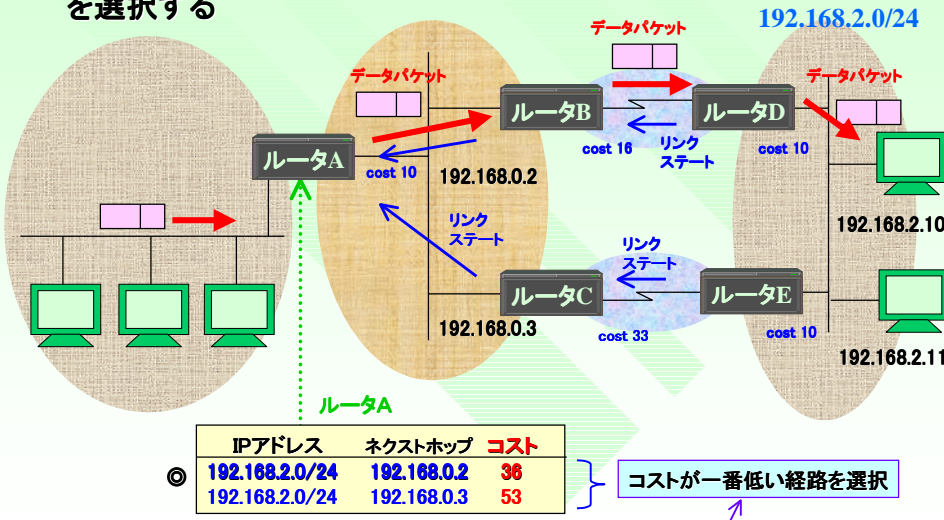 を選択する
192.168.2.0/24
データパケット
データパケット
データパケット
ルータA
ルータB
ルータD
cost 10
cost 16
リンク
ステート
cost 10
192.168.0.2
192.168.2.10
リンク
ステート
リンク
ステート
ルータC
ルータE
192.168.0.3
cost 33
cost 10
192.168.2.11
ルータA
IPアドレス ネクストホップ コスト
◎ 192.168.2.0/24 192.168.0.2 36
192.168.2.0/24 192.168.0.3 53
コストが一番低い経路を選択